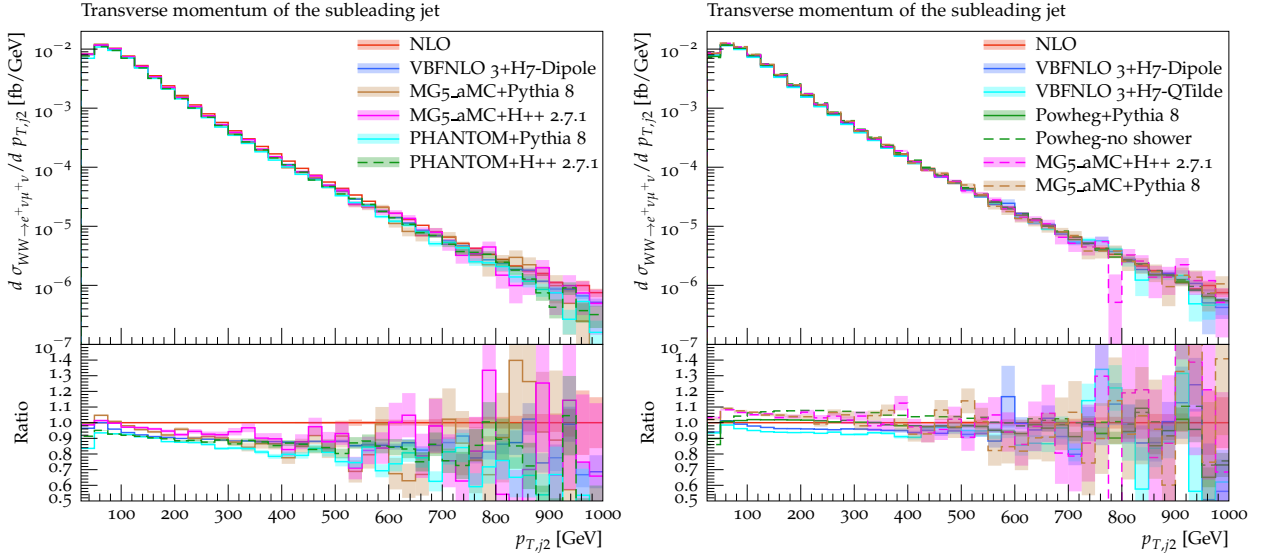 Transverse momentum of the subleading jet
d σ_{WW→e⁺νμ⁺ν}/d p_{T,j2} [fb/GeV]
10⁻²
10⁻³
10⁻⁴
10⁻⁵
10⁻⁶
10⁻⁷
NLO
VBFNLO 3+H7-Dipole
MG5_aMC+Pythia 8
MG5_aMC+H++ 2.7.1
PHANTOM+Pythia 8
PHANTOM+H++ 2.7.1
Ratio
1.4
1.3
1.2
1.1
1.0
0.9
0.8
0.7
0.6
0.5
100 200 300 400 500 600 700 800 900 1000
p_{T,j2} [GeV]
Transverse momentum of the subleading jet
d σ_{WW→e⁺νμ⁺ν}/d p_{T,j2} [fb/GeV]
10⁻²
10⁻³
10⁻⁴
10⁻⁵
10⁻⁶
10⁻⁷
NLO
VBFNLO 3+H7-Dipole
VBFNLO 3+H7-QTilde
Powheg+Pythia 8
Powheg-no shower
MG5_aMC+H++ 2.7.1
MG5_aMC+Pythia 8
Ratio
1.4
1.3
1.2
1.1
1.0
0.9
0.8
0.7
0.6
0.5
100 200 300 400 500 600 700 800 900 1000
p_{T,j2} [GeV]